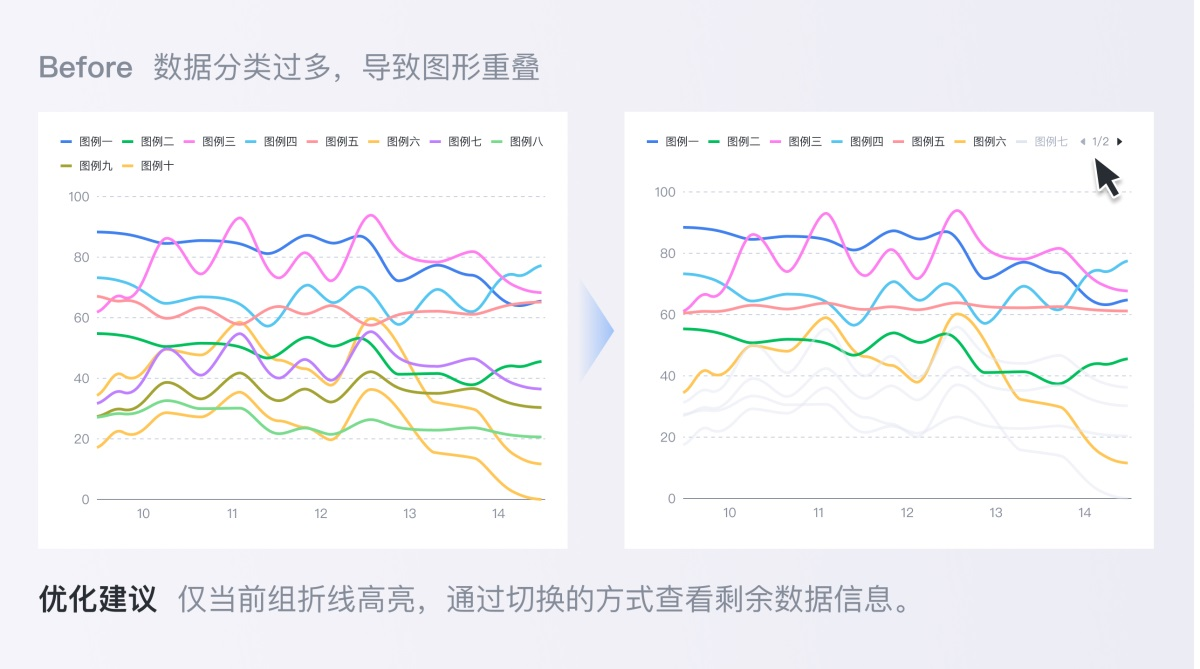 Before 数据分类过多，导致图形重叠
图例一 图例二 图例三 图例四 图例五 图例六 图例七 图例八
图例九 图例十
100
80
60
40
20
0
10 11 12 13 14
图例一 图例二 图例三 图例四 图例五 图例六 图例七 1/2
100
80
60
40
20
0
10 11 12 13 14
优化建议 仅当前组折线高亮，通过切换的方式查看剩余数据信息。